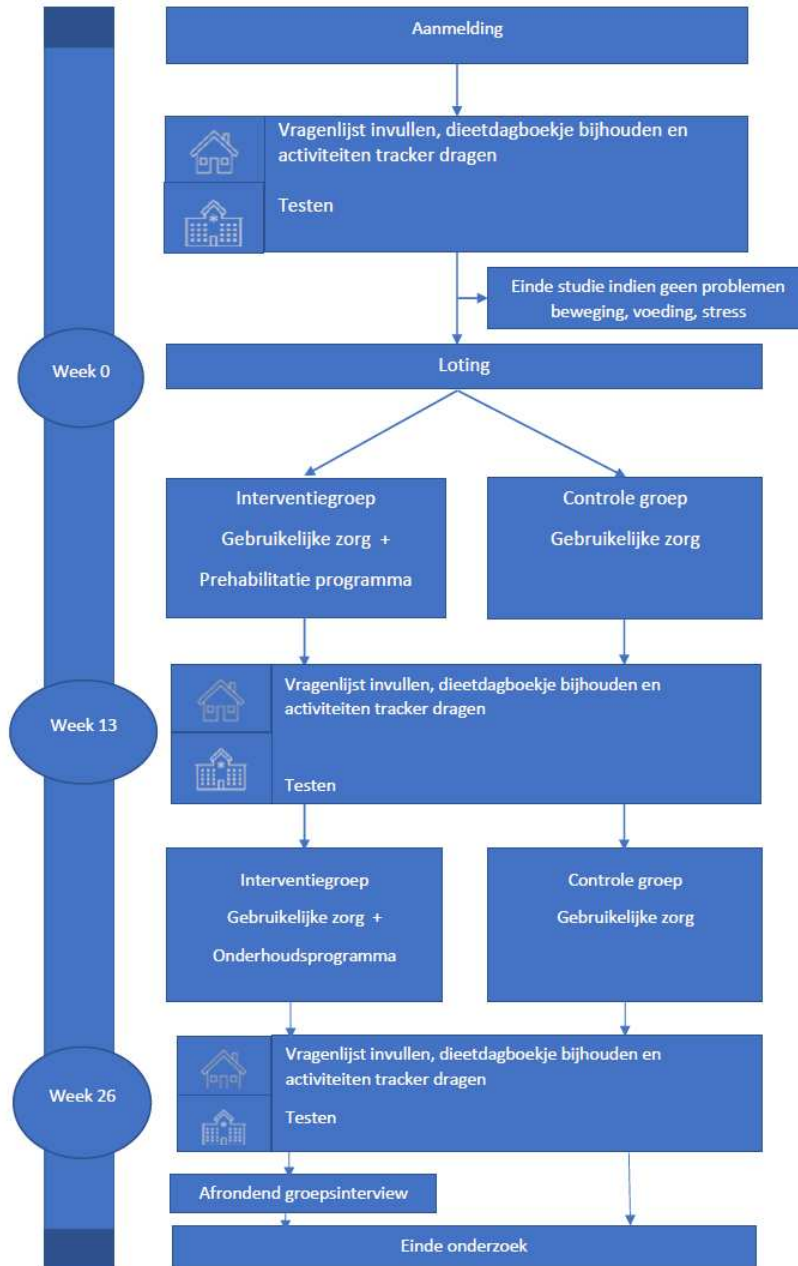 Aanmelding
Vragenlijst invullen, dieetdagboekje bijhouden en
activiteiten tracker dragen
Testen
Einde studie indien geen problemen
beweging, voeding, stress
Week 0
Loting
Interventiegroep
Gebruikelijke zorg +
Prehabilitatie programma
Controle groep
Gebruikelijke zorg
Week 13
Vragenlijst invullen, dieetdagboekje bijhouden en
activiteiten tracker dragen
Testen
Interventiegroep
Gebruikelijke zorg +
Onderhoudsprogramma
Controle groep
Gebruikelijke zorg
Week 26
Vragenlijst invullen, dieetdagboekje bijhouden en
activiteiten tracker dragen
Testen
Afrondend groepsinterview
Einde onderzoek